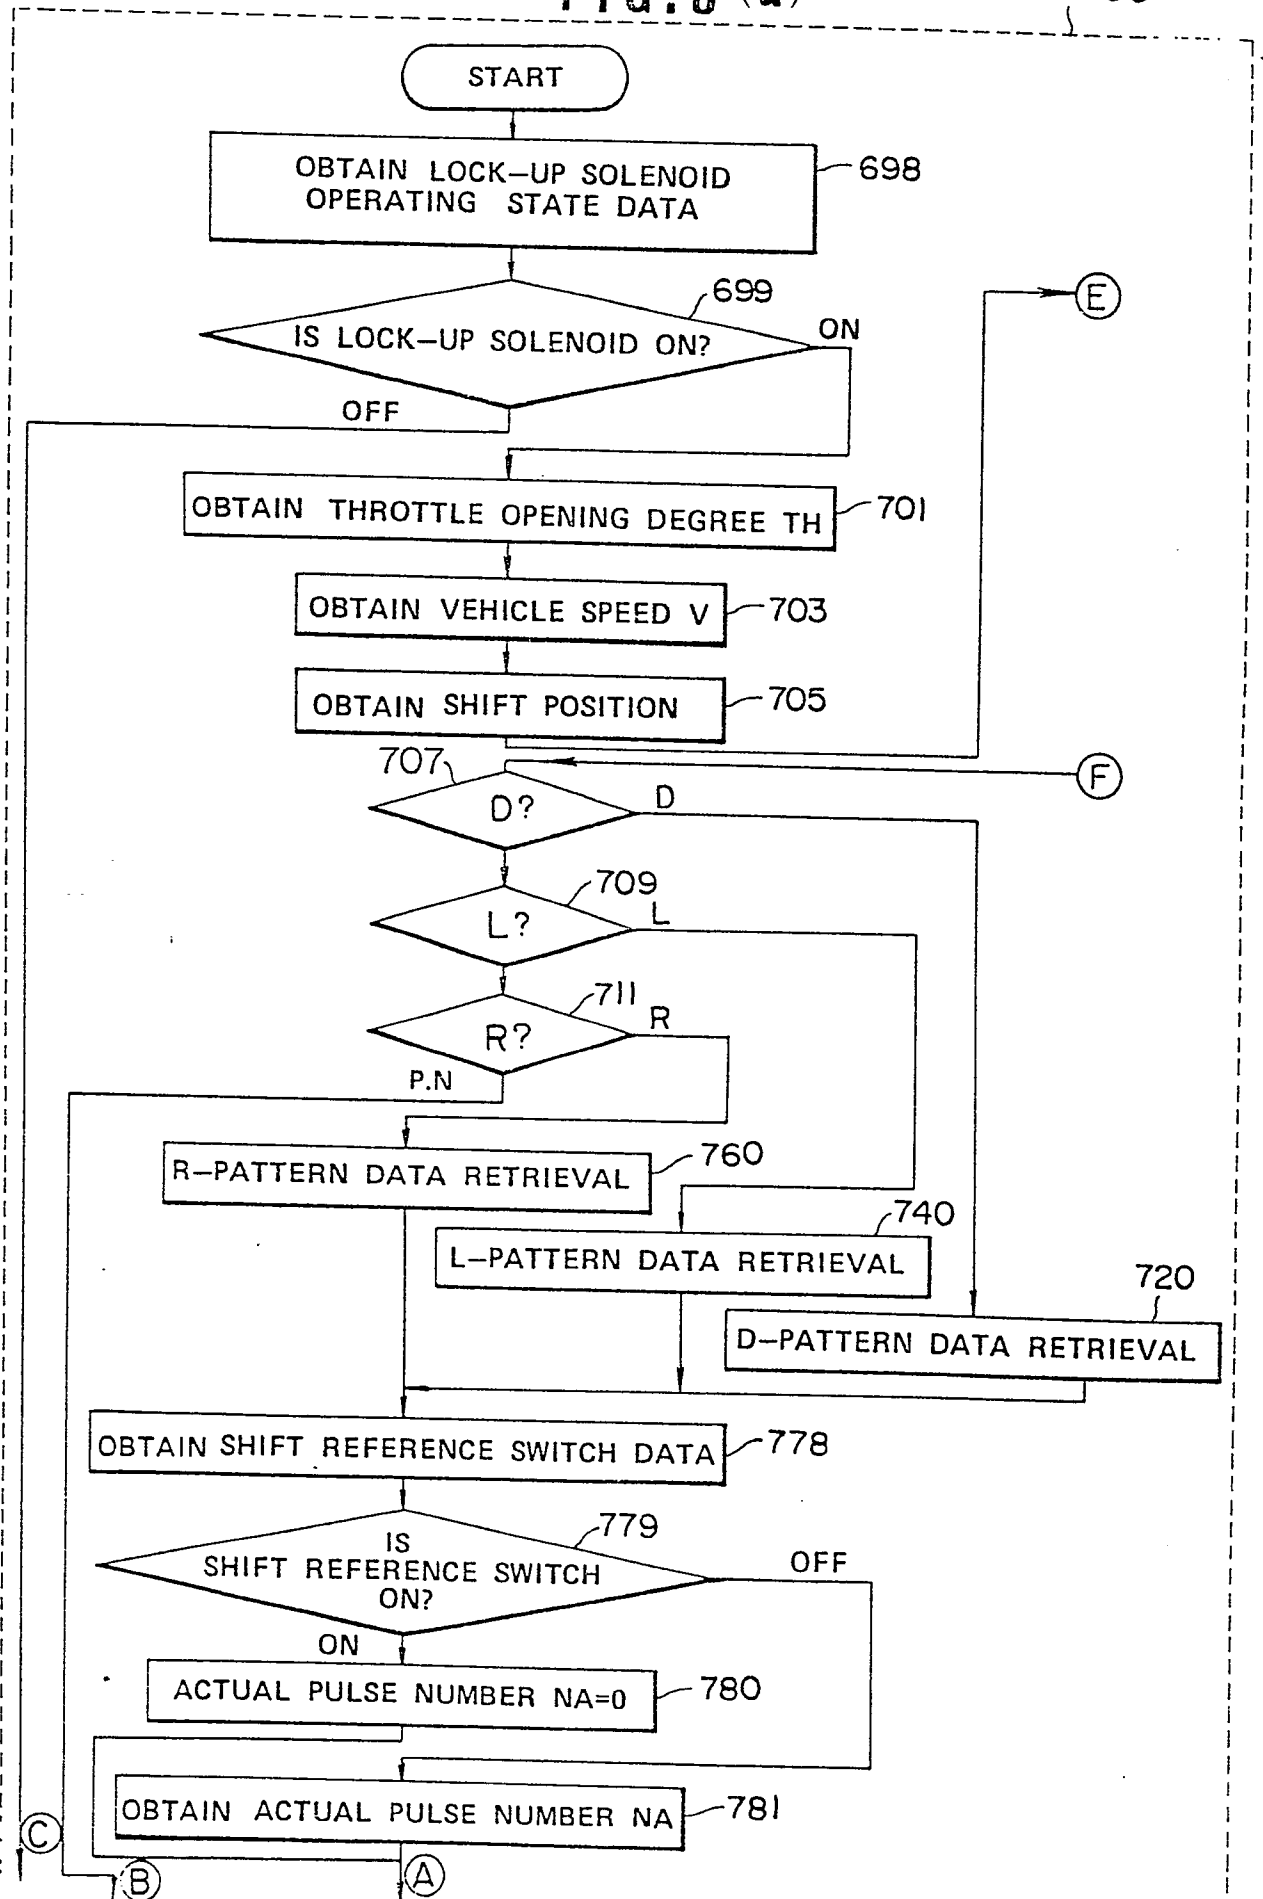 FIG.6 (a)
START
OBTAIN LOCK-UP SOLENOID
OPERATING STATE DATA
698
699
IS LOCK-UP SOLENOID ON?
ON
E
OFF
OBTAIN THROTTLE OPENING DEGREE TH
701
OBTAIN VEHICLE SPEED V
703
OBTAIN SHIFT POSITION
705
707
D?
D
F
709
L?
L
711
R?
R
P.N
R-PATTERN DATA RETRIEVAL
760
740
L-PATTERN DATA RETRIEVAL
720
D-PATTERN DATA RETRIEVAL
OBTAIN SHIFT REFERENCE SWITCH DATA
778
779
IS
SHIFT REFERENCE SWITCH
ON?
OFF
ON
ACTUAL PULSE NUMBER NA=0
780
OBTAIN ACTUAL PULSE NUMBER NA
781
C
B
A